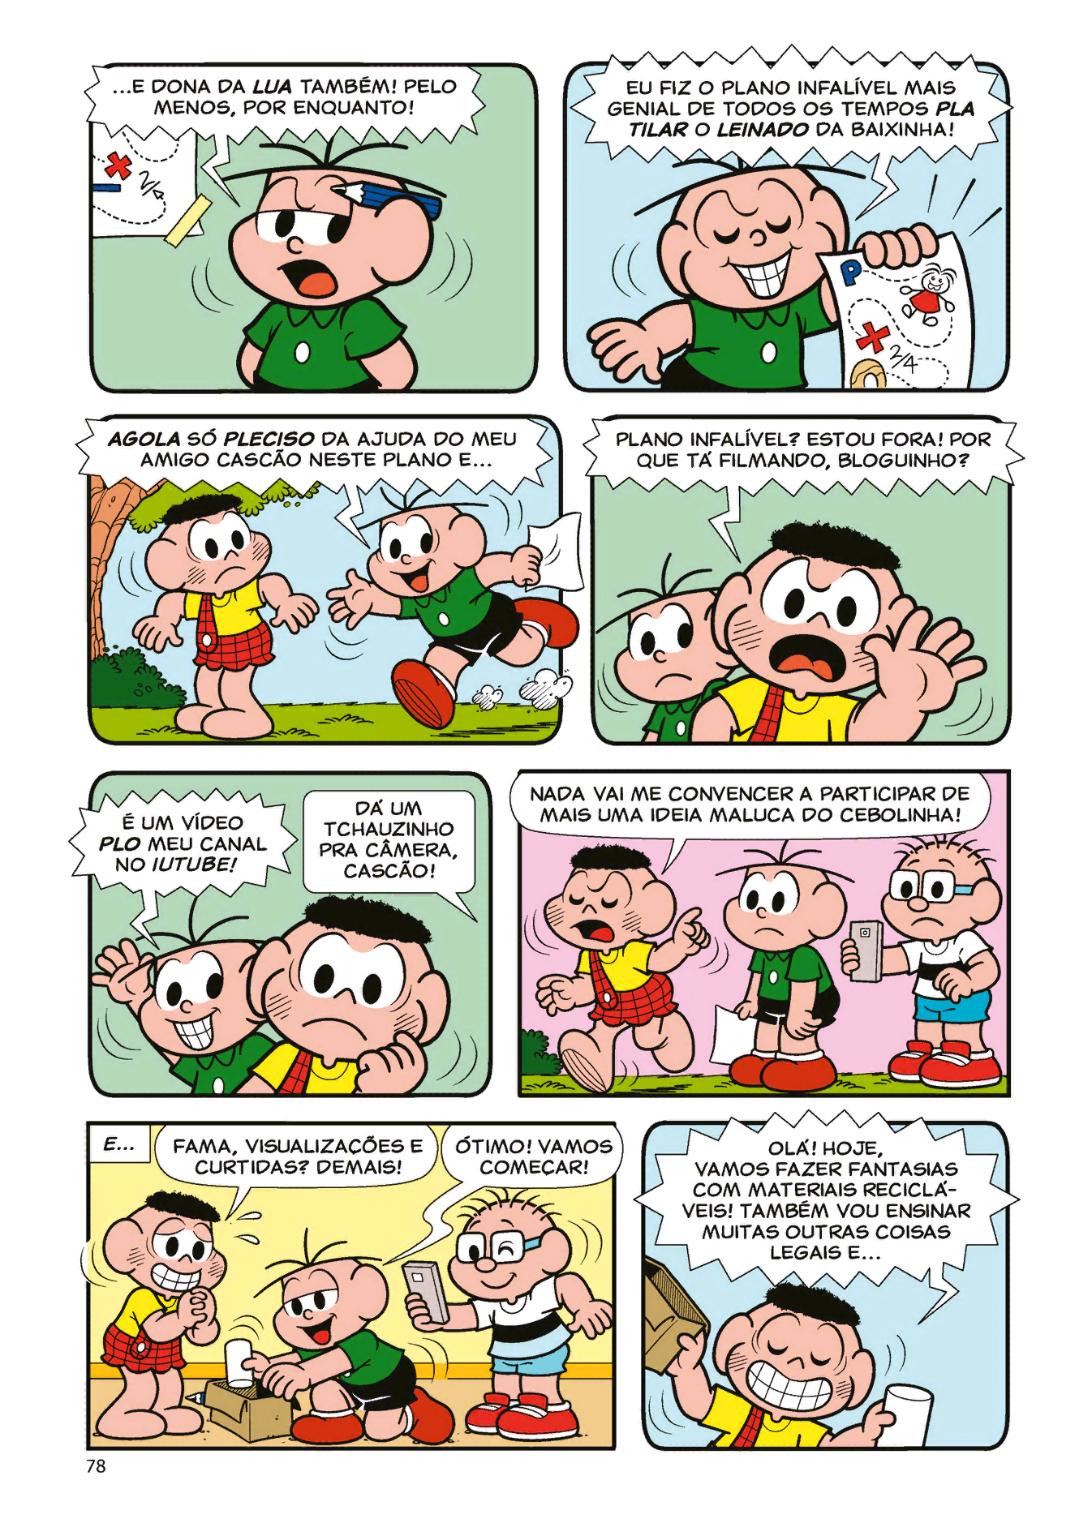 ...E DONA DA LUA TAMBÉM! PELO
MENOS, POR ENQUANTO!
EU FIZ O PLANO INFALÍVEL MAIS
GENIAL DE TODOS OS TEMPOS PLA
TILAR O LEINADO DA BAIXINHA!
2
P
2/4
AGOLA SÓ PLECISO DA AJUDA DO MEU
AMIGO CASCÃO NESTE PLANO E...
PLANO INFALÍVEL? ESTOU FORA! POR
QUE TÁ FILMANDO, BLOGUINHO?
É UM VÍDEO
PLO MEU CANAL
NO IUTUBE!
DÁ UM
TCHAUZINHO
PRA CÂMERA,
CASCÃO!
NADA VAI ME CONVENCER A PARTICIPAR DE
MAIS UMA IDEIA MALUCA DO CEBOLINHA!
E...
FAMA, VISUALIZAÇÕES E
CURTIDAS? DEMAIS!
ÓTIMO! VAMOS
COMEÇAR!
OLÁ! HOJE,
VAMOS FAZER FANTASIAS
COM MATERIAIS RECICLÁ-
VEIS! TAMBÉM VOU ENSINAR
MUITAS OUTRAS COISAS
LEGAIS E...
78